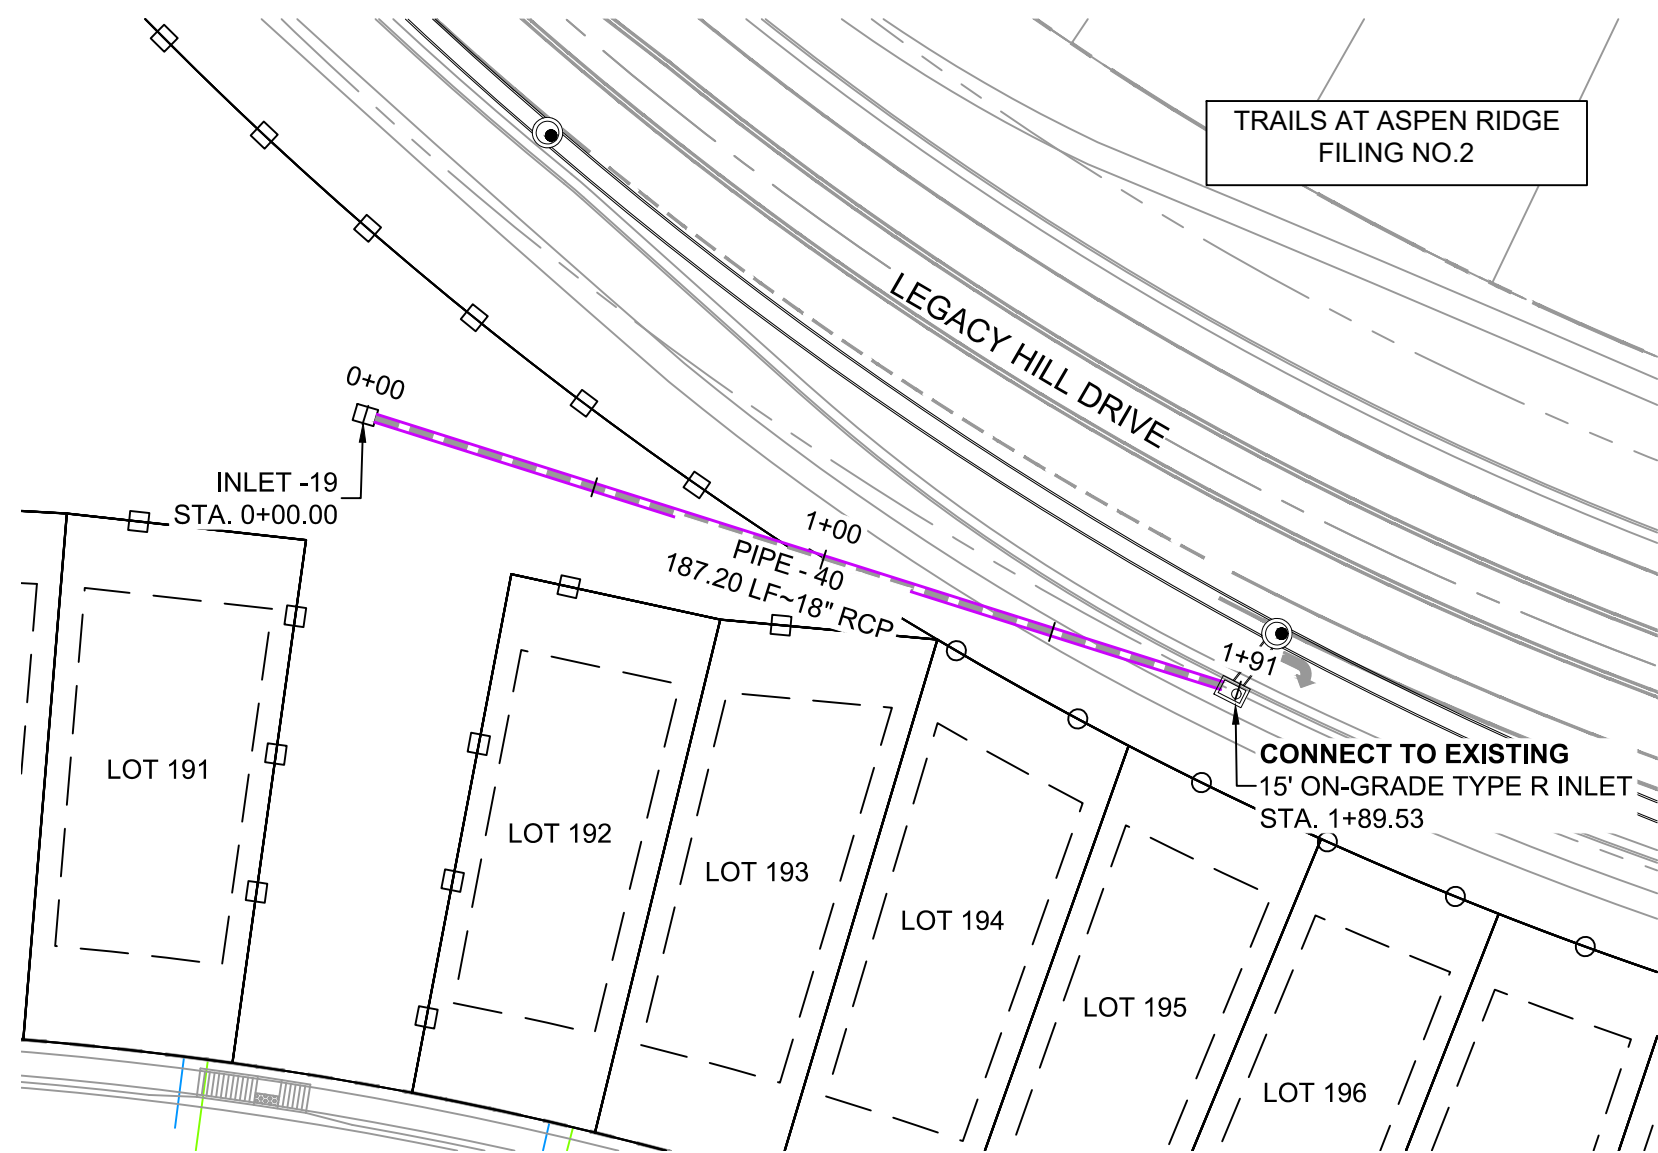 TRAILS AT ASPEN RIDGE
FILING NO.2
LEGACY HILL DRIVE
0+00
INLET -19
STA. 0+00.00
1+00
PIPE - 40
187.20 LF~18" RCP
1+91
CONNECT TO EXISTING
15' ON-GRADE TYPE R INLET
STA. 1+89.53
LOT 191
LOT 192
LOT 193
LOT 194
LOT 195
LOT 196